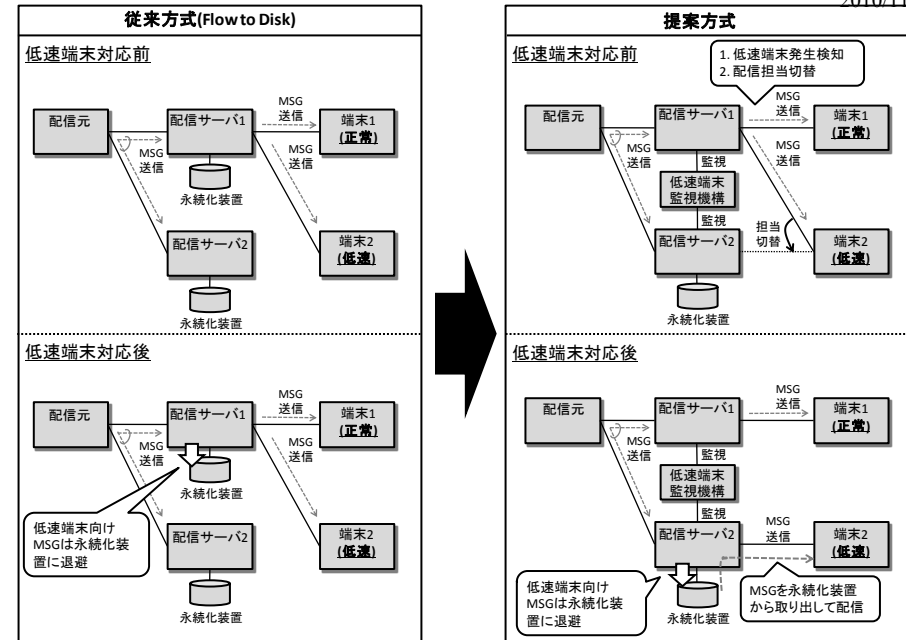 2010/11
従来方式(Flow to Disk)
低速端末対応前
配信元
配信サーバ1
MSG
送信
端末1
(正常)
MSG
送信
MSG
送信
永続化装置
配信サーバ2
端末2
(低速)
永続化装置
低速端末対応後
配信元
配信サーバ1
MSG
送信
端末1
(正常)
MSG
送信
MSG
送信
永続化装置
低速端末向け
MSGは永続化装
置に退避
配信サーバ2
端末2
(低速)
永続化装置
提案方式
低速端末対応前
1. 低速端末発生検知
2. 配信担当切替
配信元
配信サーバ1
MSG
送信
端末1
(正常)
MSG
送信
MSG
送信
監視
低速端末
監視機構
監視
担当
切替
配信サーバ2
端末2
(低速)
永続化装置
低速端末対応後
配信元
配信サーバ1
MSG
送信
端末1
(正常)
MSG
送信
監視
低速端末
監視機構
監視
配信サーバ2
MSG
送信
端末2
(低速)
低速端末向け
MSGは永続化装
置に退避
永続化装置
MSGを永続化装置
から取り出して配信